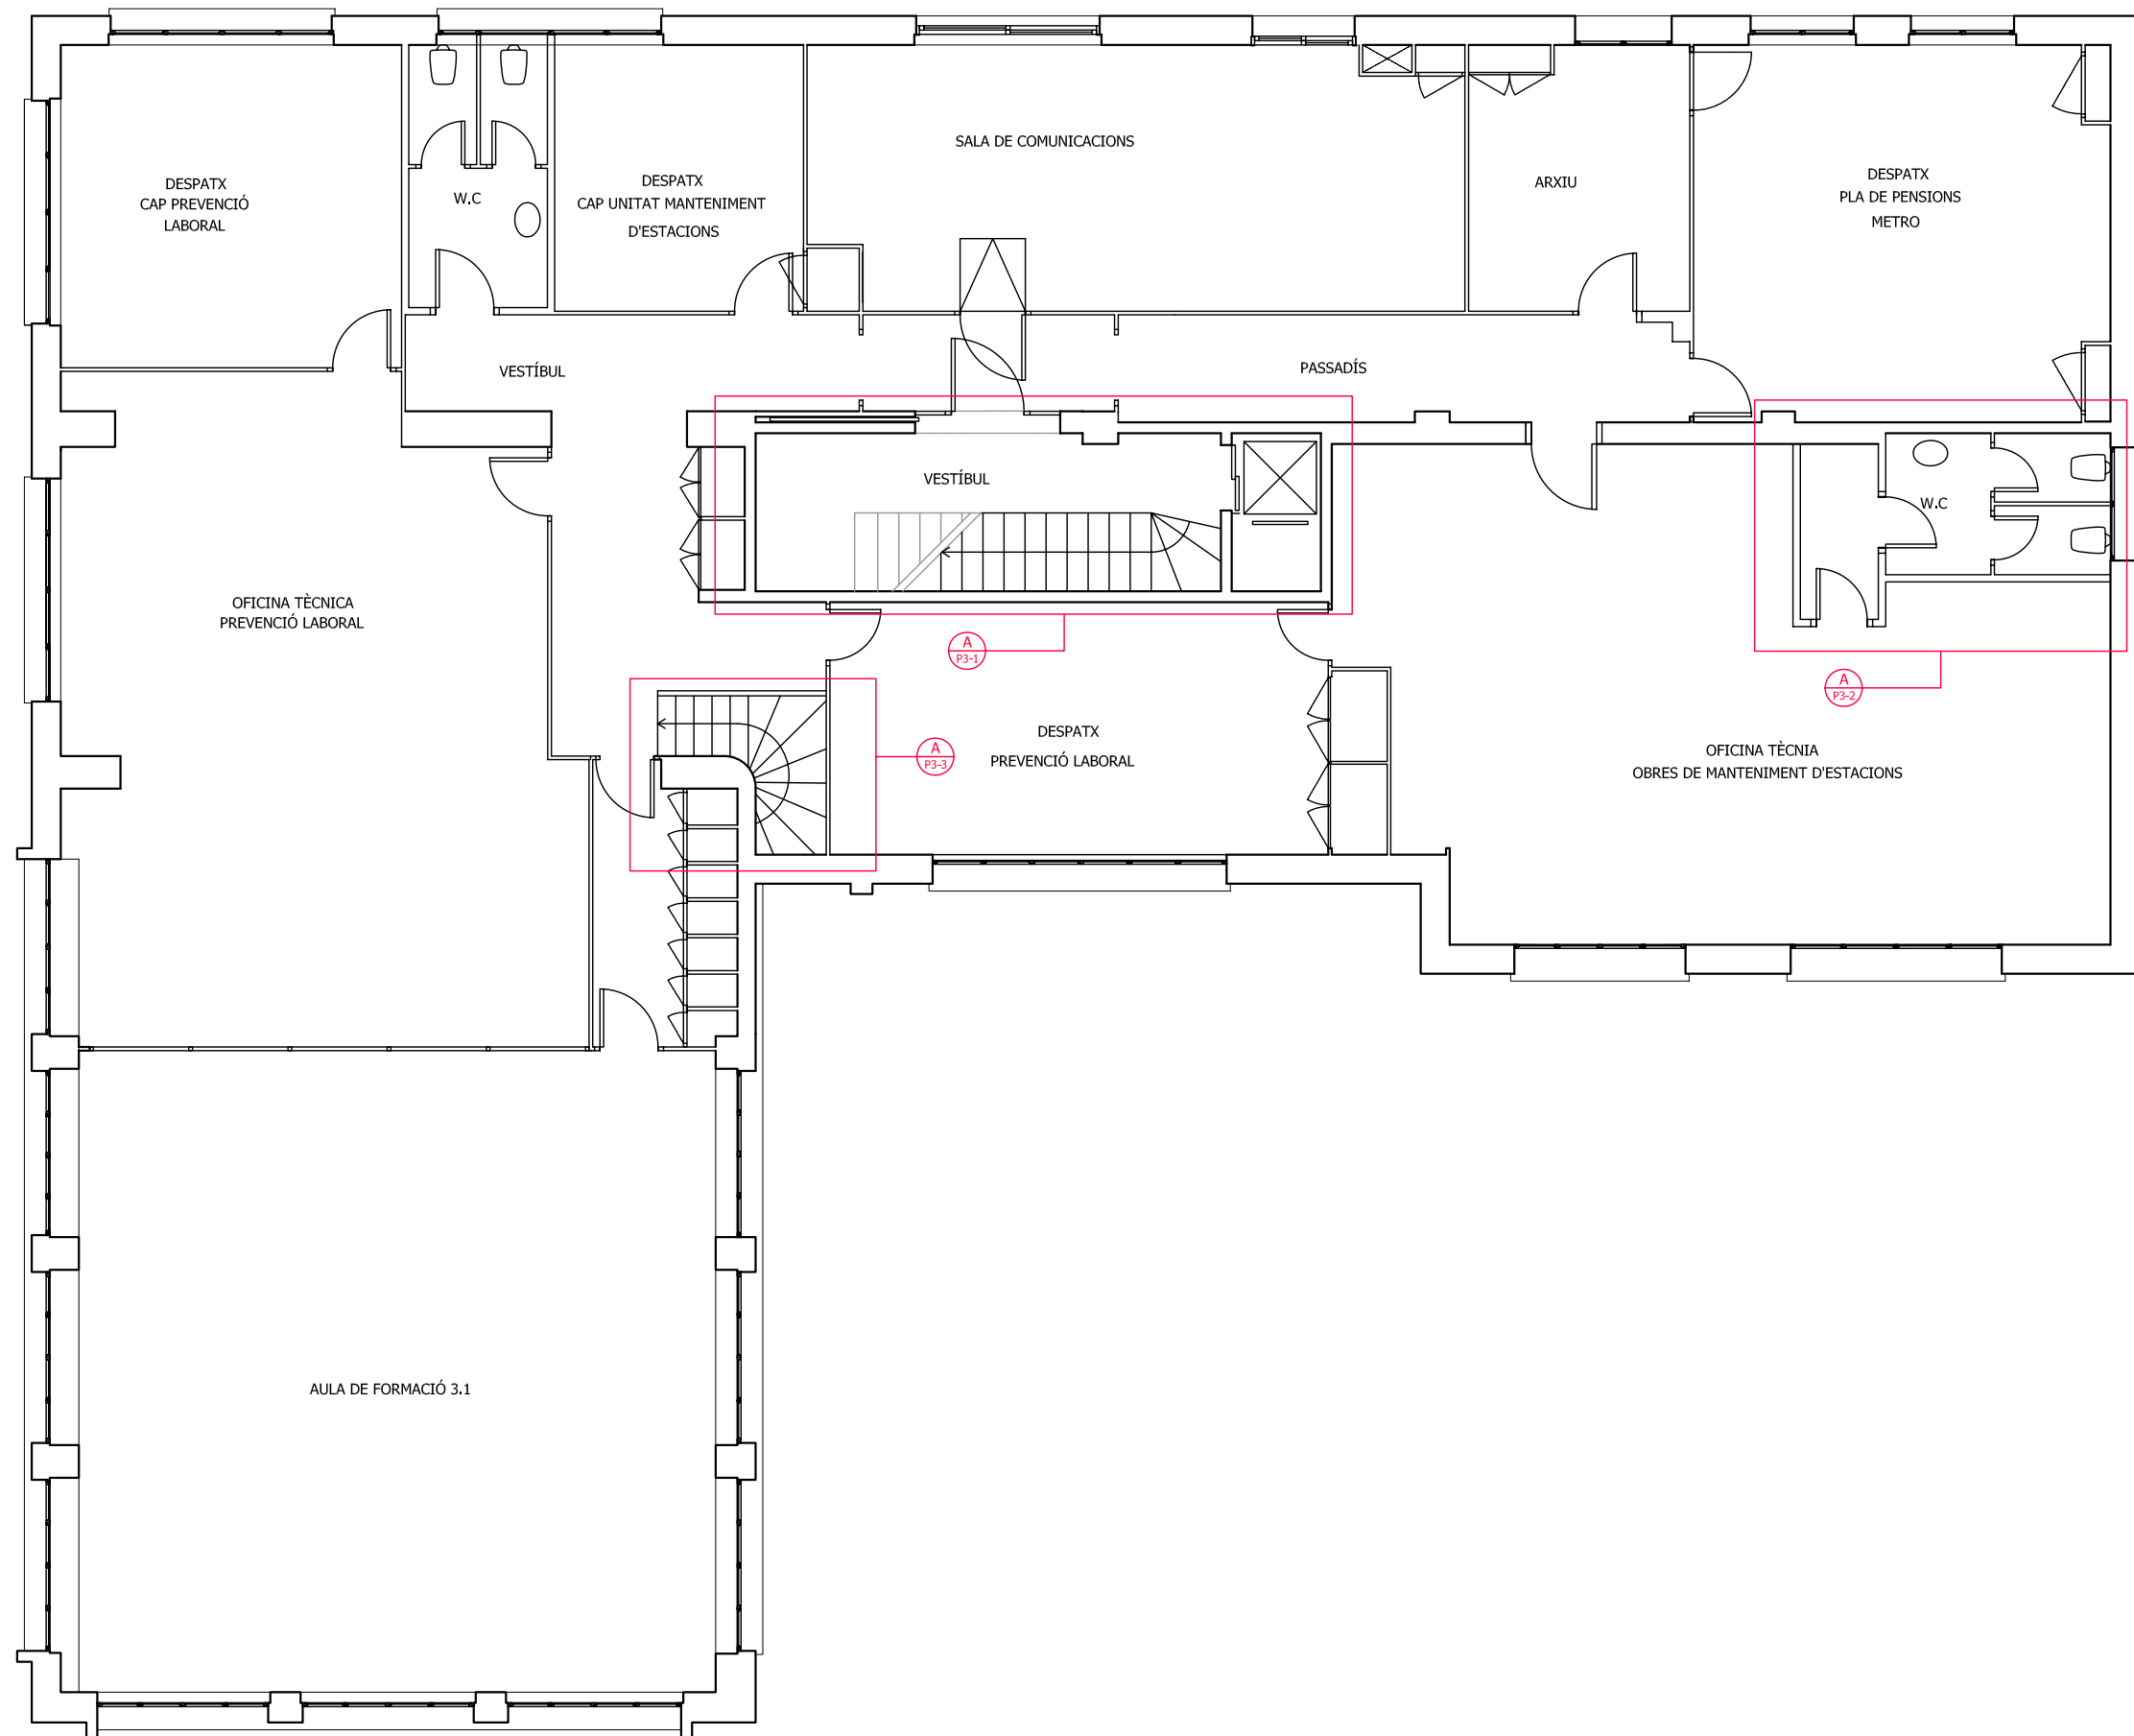 SALA DE COMUNICACIONS
DESPATX
CAP PREVENCIÓ
LABORAL
W.C
DESPATX
CAP UNITAT MANTENIMENT
D'ESTACIONS
ARXIU
DESPATX
PLA DE PENSIONS
METRO
VESTÍBUL
PASSADÍS
VESTÍBUL
W.C
OFICINA TÈCNICA
PREVENCIÓ LABORAL
A
P3-1
A
P3-2
DESPATX
PREVENCIÓ LABORAL
A
P3-3
OFICINA TÈCNIA
OBRES DE MANTENIMENT D'ESTACIONS
AULA DE FORMACIÓ 3.1